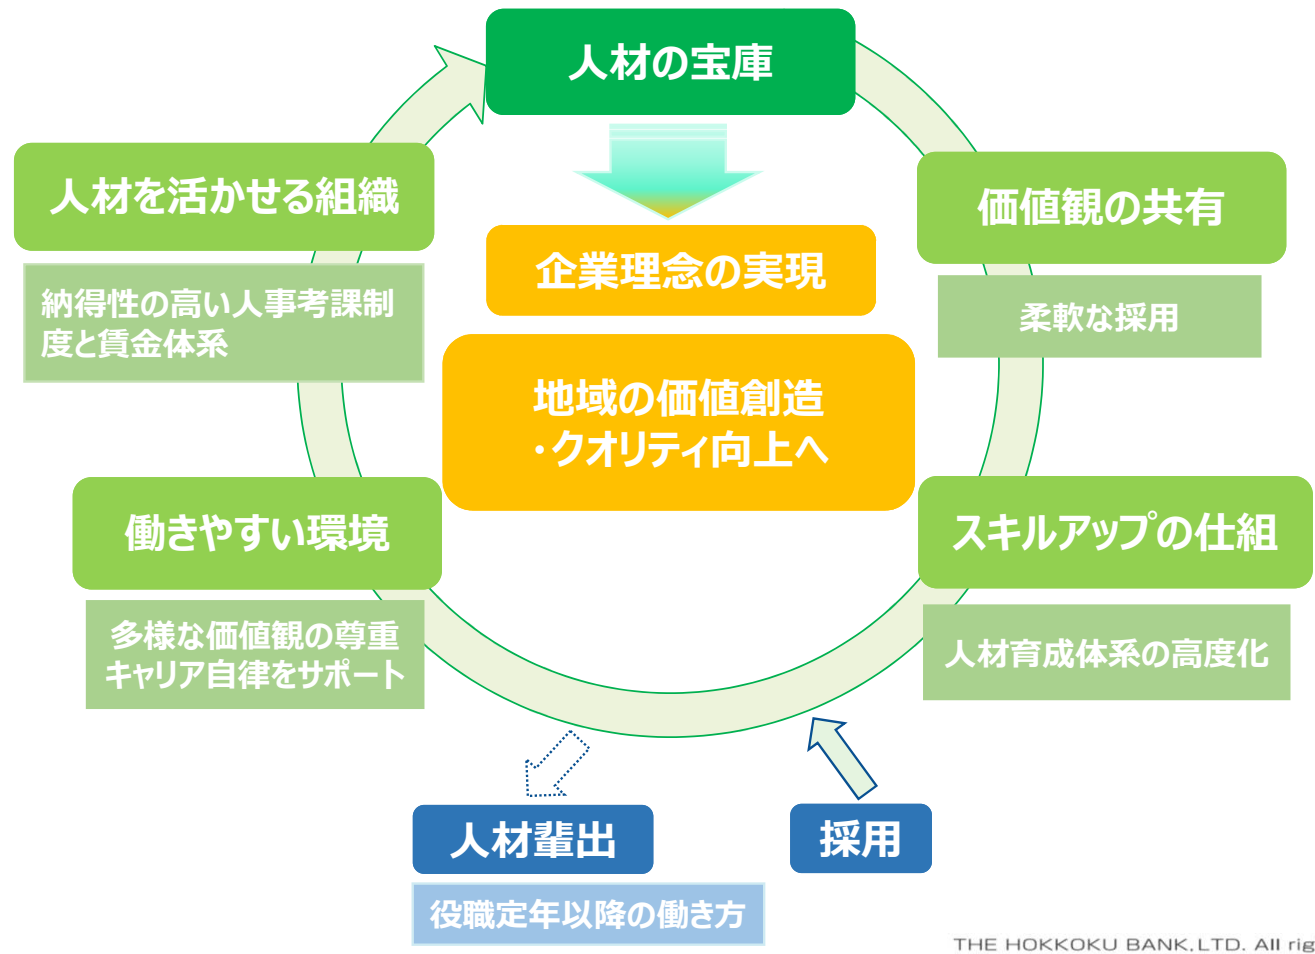 人材の宝庫
人材を活かせる組織
納得性の高い人事考課制
度と賃金体系
価値観の共有
柔軟な採用
企業理念の実現
地域の価値創造
・クオリティ向上へ
働きやすい環境
多様な価値観の尊重
キャリア自律をサポート
スキルアップの仕組
人材育成体系の高度化
人材輩出
役職定年以降の働き方
採用
THE HOKKOKU BANK,LTD. All rig